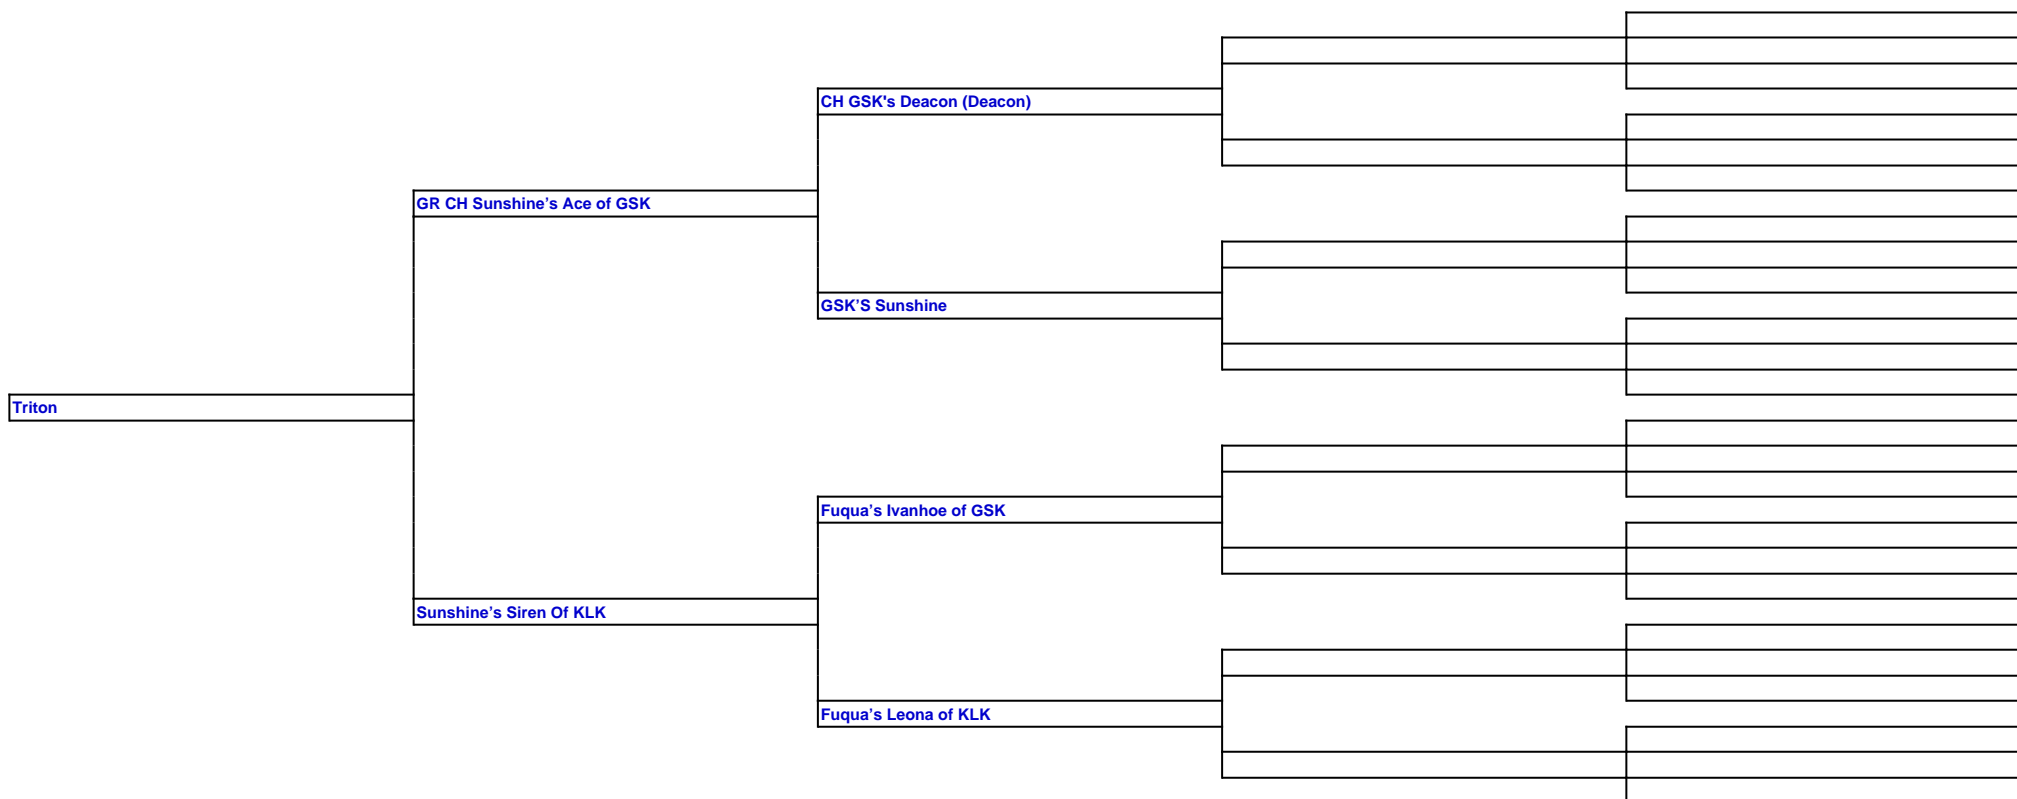 CH GSK's Deacon (Deacon)
GR CH Sunshine’s Ace of GSK
GSK’S Sunshine
Triton
Fuqua’s Ivanhoe of GSK
Sunshine’s Siren Of KLK
Fuqua’s Leona of KLK